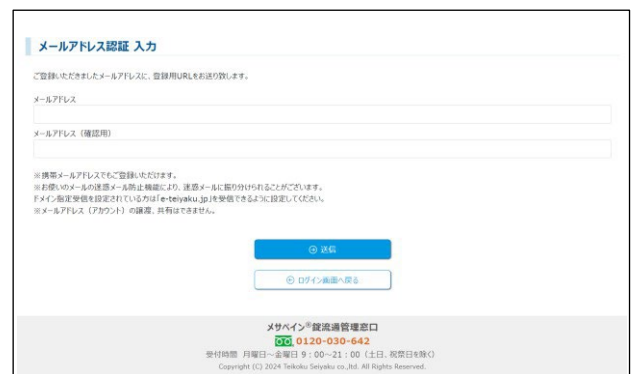 メールアドレス認証 入力
ご登録いただきましたメールアドレスに、登録用URLをお送り致します。
メールアドレス
メールアドレス（確認用）
※携帯メールアドレスでもご登録いただけます。
※お使いのメールの迷惑メール防止機能により、迷惑メールに振り分けられることがございます。
ドメイン指定受信を設定されている方は「e-teiyaku.jp」を受信できるように設定してください。
※メールアドレス（アカウント）の譲渡、共有はできません。
送信
ログイン画面へ戻る
メサペイン®錠流通管理窓口
0120-030-642
受付時間 月曜日～金曜日 9：00～21：00（土日、祝祭日を除く）
Copyright (C) 2024 Teikoku Seiyaku co.,ltd. All Rights Reserved.